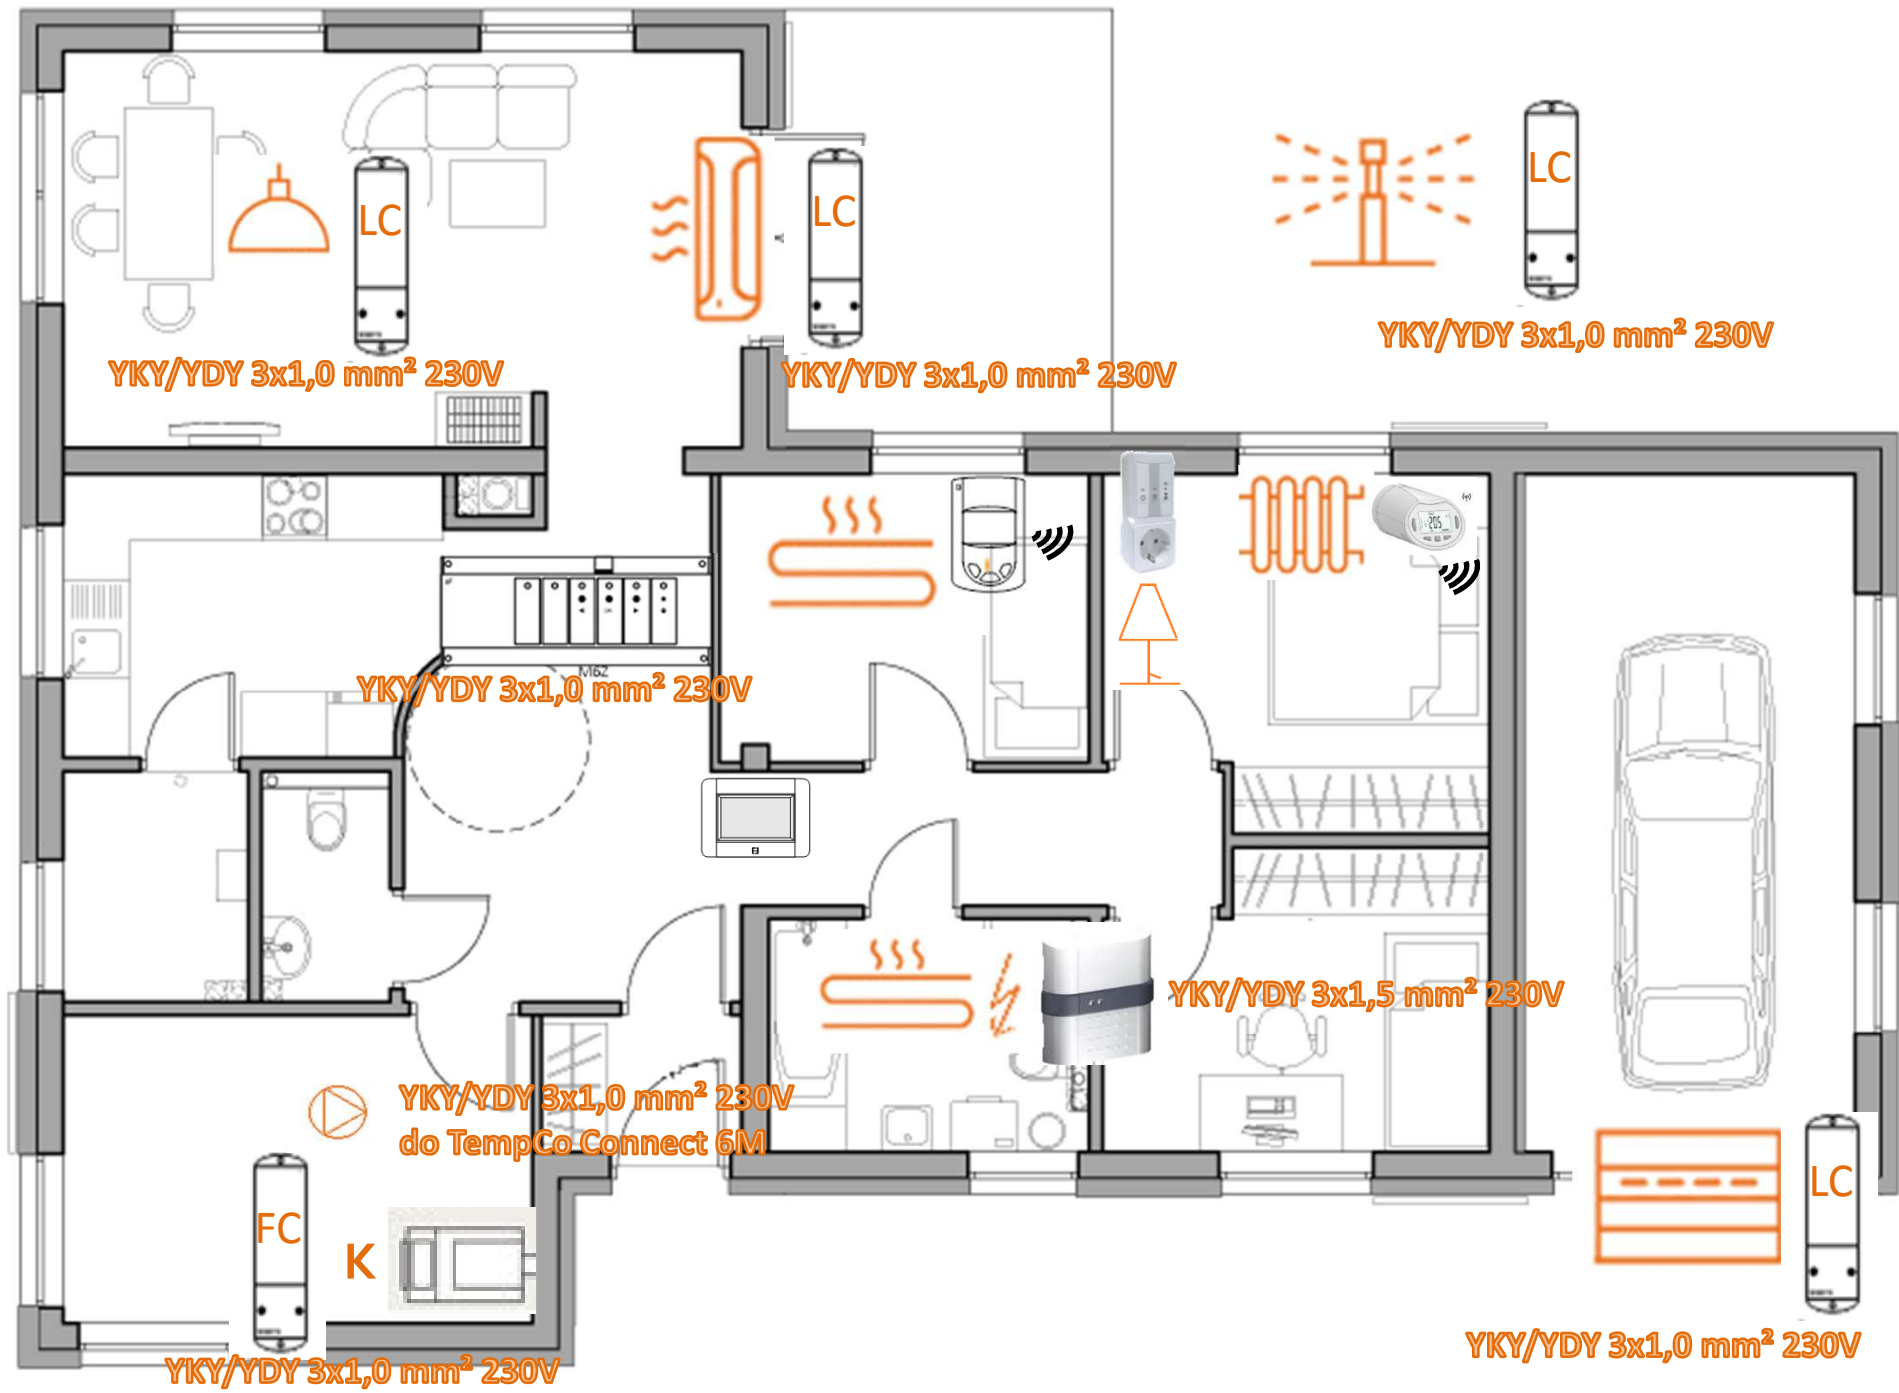 LC
LC
LC
YKY/YDY 3x1,0 mm² 230V
YKY/YDY 3x1,0 mm² 230V
YKY/YDY 3x1,0 mm² 230V
20.5
M6Z
YKY/YDY 3x1,0 mm² 230V
YKY/YDY 3x1,5 mm² 230V
YKY/YDY 3x1,0 mm² 230V
do TempCo Connect 6M
LC
FC
K
YKY/YDY 3x1,0 mm² 230V
YKY/YDY 3x1,0 mm² 230V